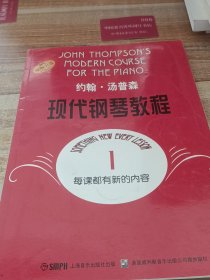 JOHN THOMPSON'S
MODERN COURSE
FOR THE PIANO
约翰·汤普森
现代钢琴教程
SOMETHING NEW EVERY LESSON
1
每课都有新的内容
SMPH 上海音乐出版社出版